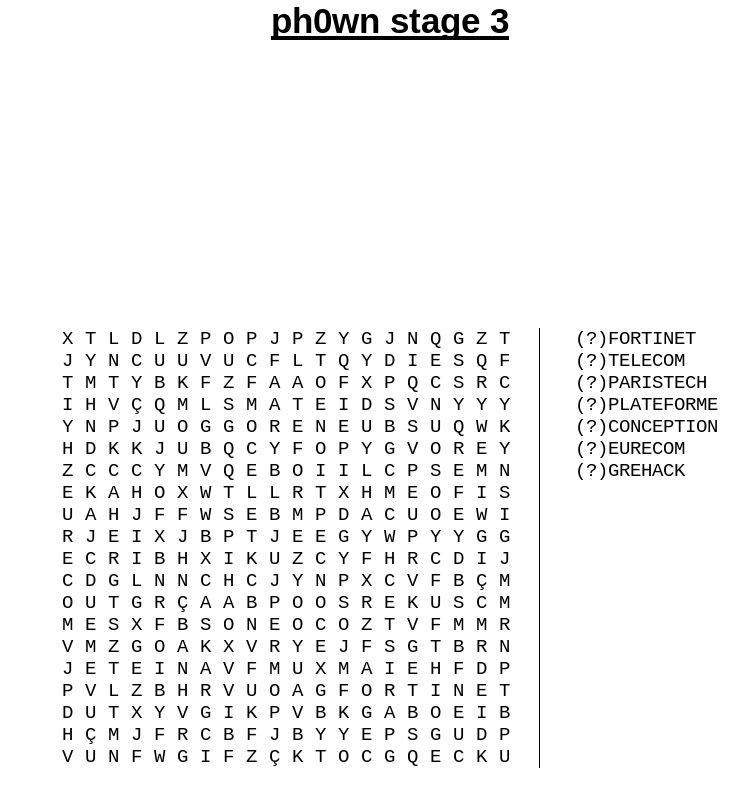 ph0wn stage 3
X T L D L Z P O P J P Z Y G J N Q G Z T (?)FORTINET
J Y N C U U V U C F L T Q Y D I E S Q F (?)TELECOM
T M T Y B K F Z F A A O F X P Q C S R C (?)PARISTECH
I H V Ç Q M L S M A T E I D S V N Y Y Y (?)PLATEFORME
Y N P J U O G G O R E N E U B S U Q W K (?)CONCEPTION
H D K K J U B Q C Y F O P Y G V O R E Y (?)EURECOM
Z C C C Y M V Q E B O I I L C P S E M N (?)GREHACK
E K A H O X W T L L R T X H M E O F I S
U A H J F F W S E B M P D A C U O E W I
R J E I X J B P T J E E G Y W P Y Y G G
E C R I B H X I K U Z C Y F H R C D I J
C D G L N N C H C J Y N P X C V F B Ç M
O U T G R Ç A A B P O O S R E K U S C M
M E S X F B S O N E O C O Z T V F M M R
V M Z G O A K X V R Y E J F S G T B R N
J E T E I N A V F M U X M A I E H F D P
P V L Z B H R V U O A G F O R T I N E T
D U T X Y V G I K P V B K G A B O E I B
H Ç M J F R C B F J B Y Y E P S G U D P
V U N F W G I F Z Ç K T O C G Q E C K U